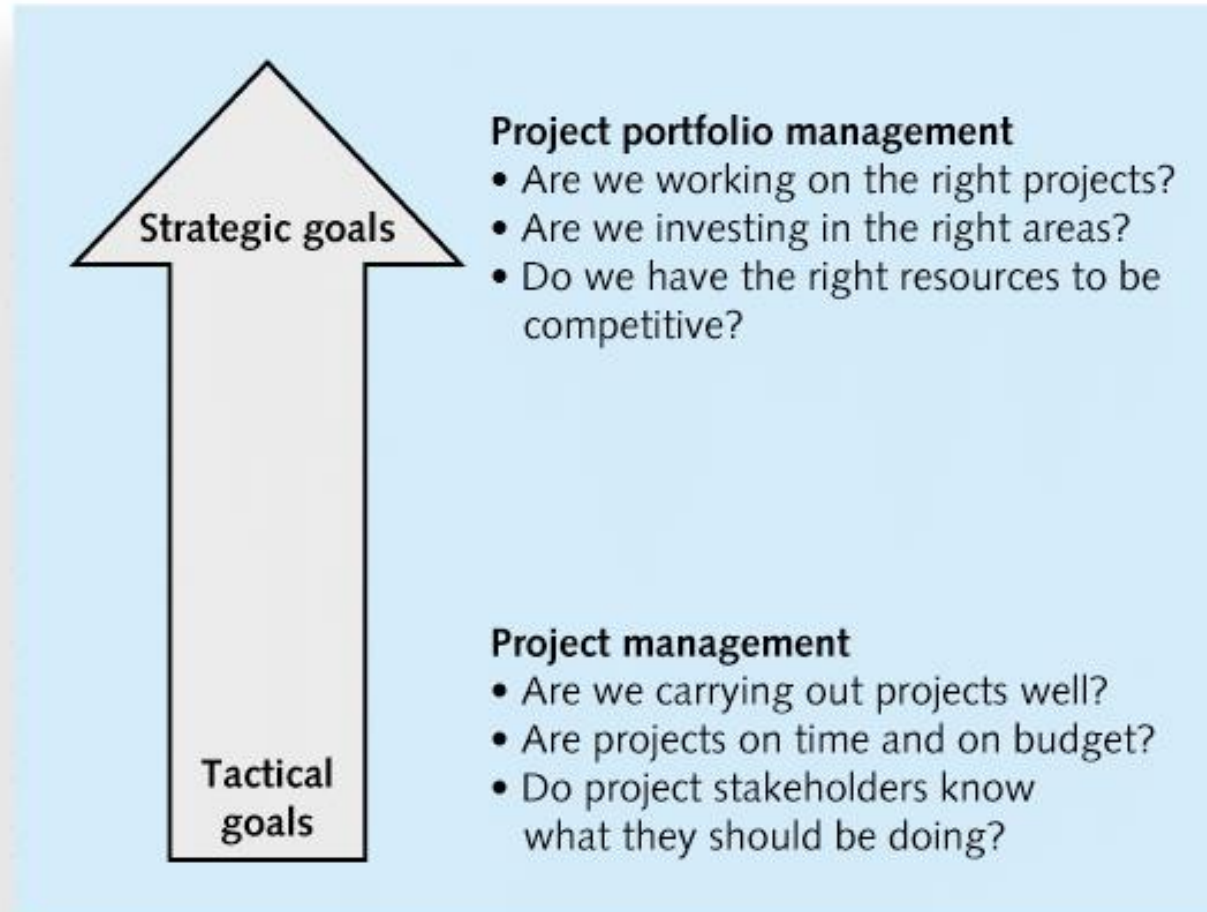 Project portfolio management
• Are we working on the right projects?
Strategic goals
• Are we investing in the right areas?
• Do we have the right resources to be
competitive?
Project management
• Are we carrying out projects well?
• Are projects on time and on budget?
Tactical
goals
• Do project stakeholders know
what they should be doing?